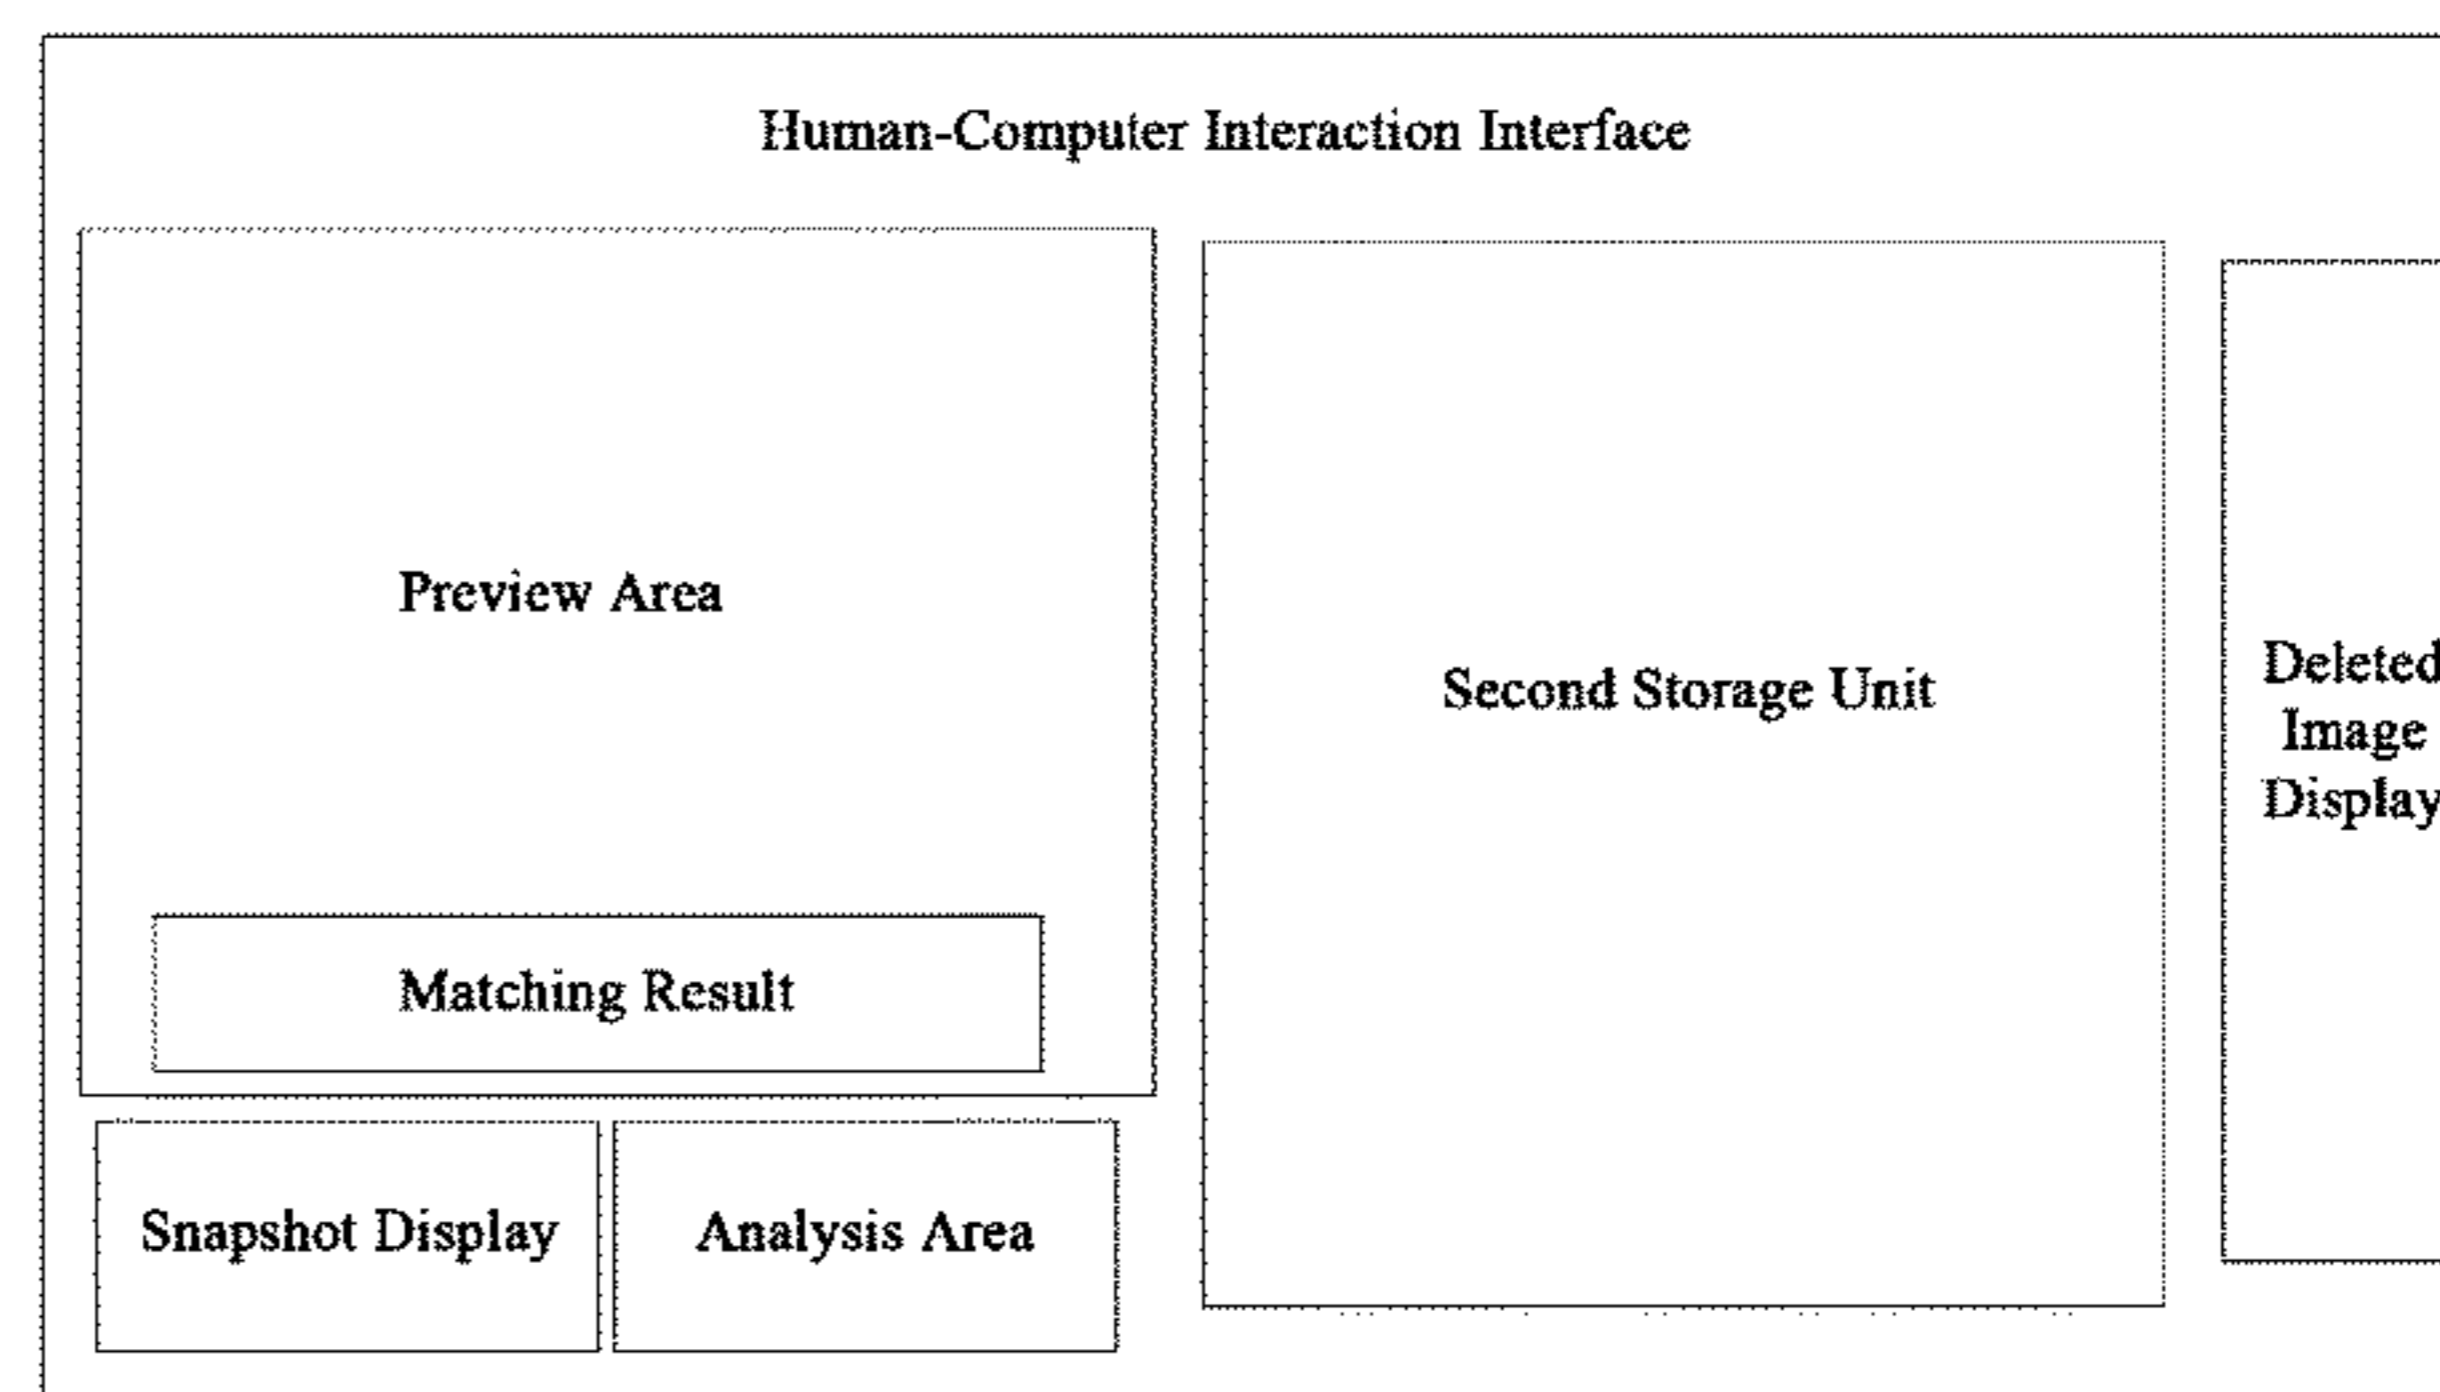 Human-Computer Interaction Interface
Preview Area
Matching Result
Snapshot Display
Analysis Area
Second Storage Unit
Deleted
Image
Display